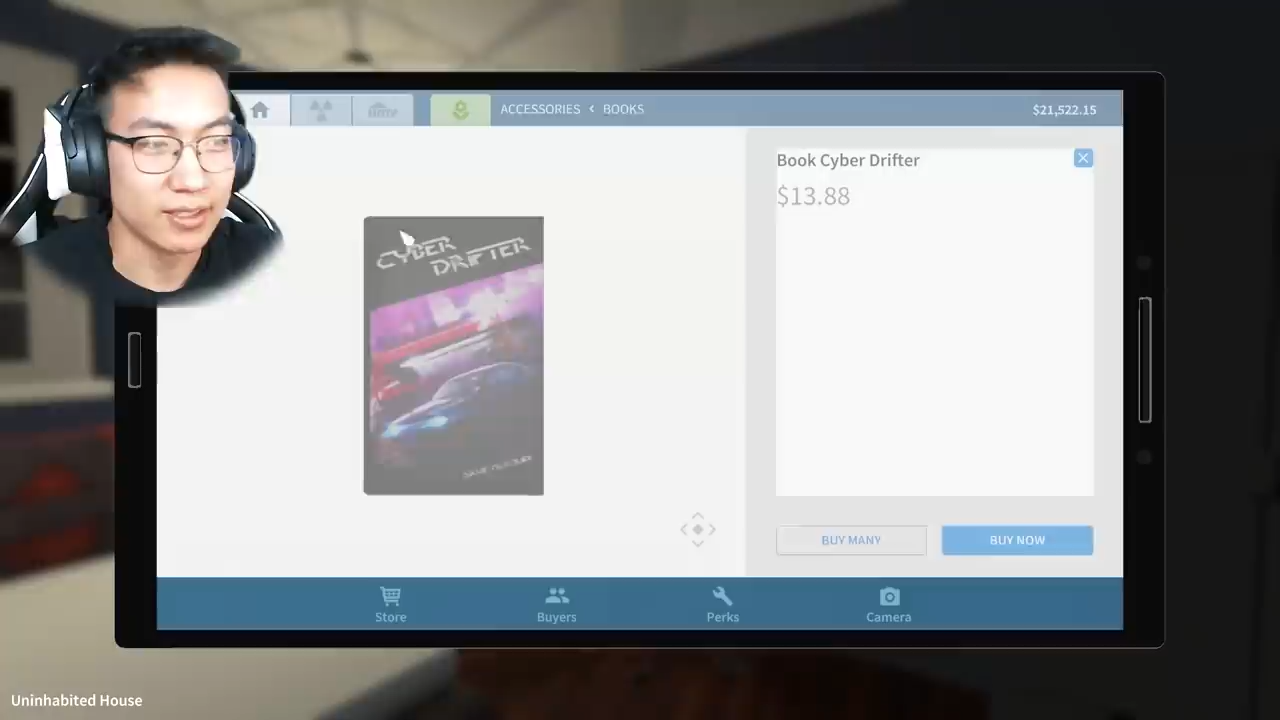 ACCESSORIES < BOOKS
$21,522.15
Book Cyber Drifter
$13.88
CYBER
DRIFTER
BUY MANY
BUY NOW
Store
Buyers
Perks
Camera
Uninhabited House